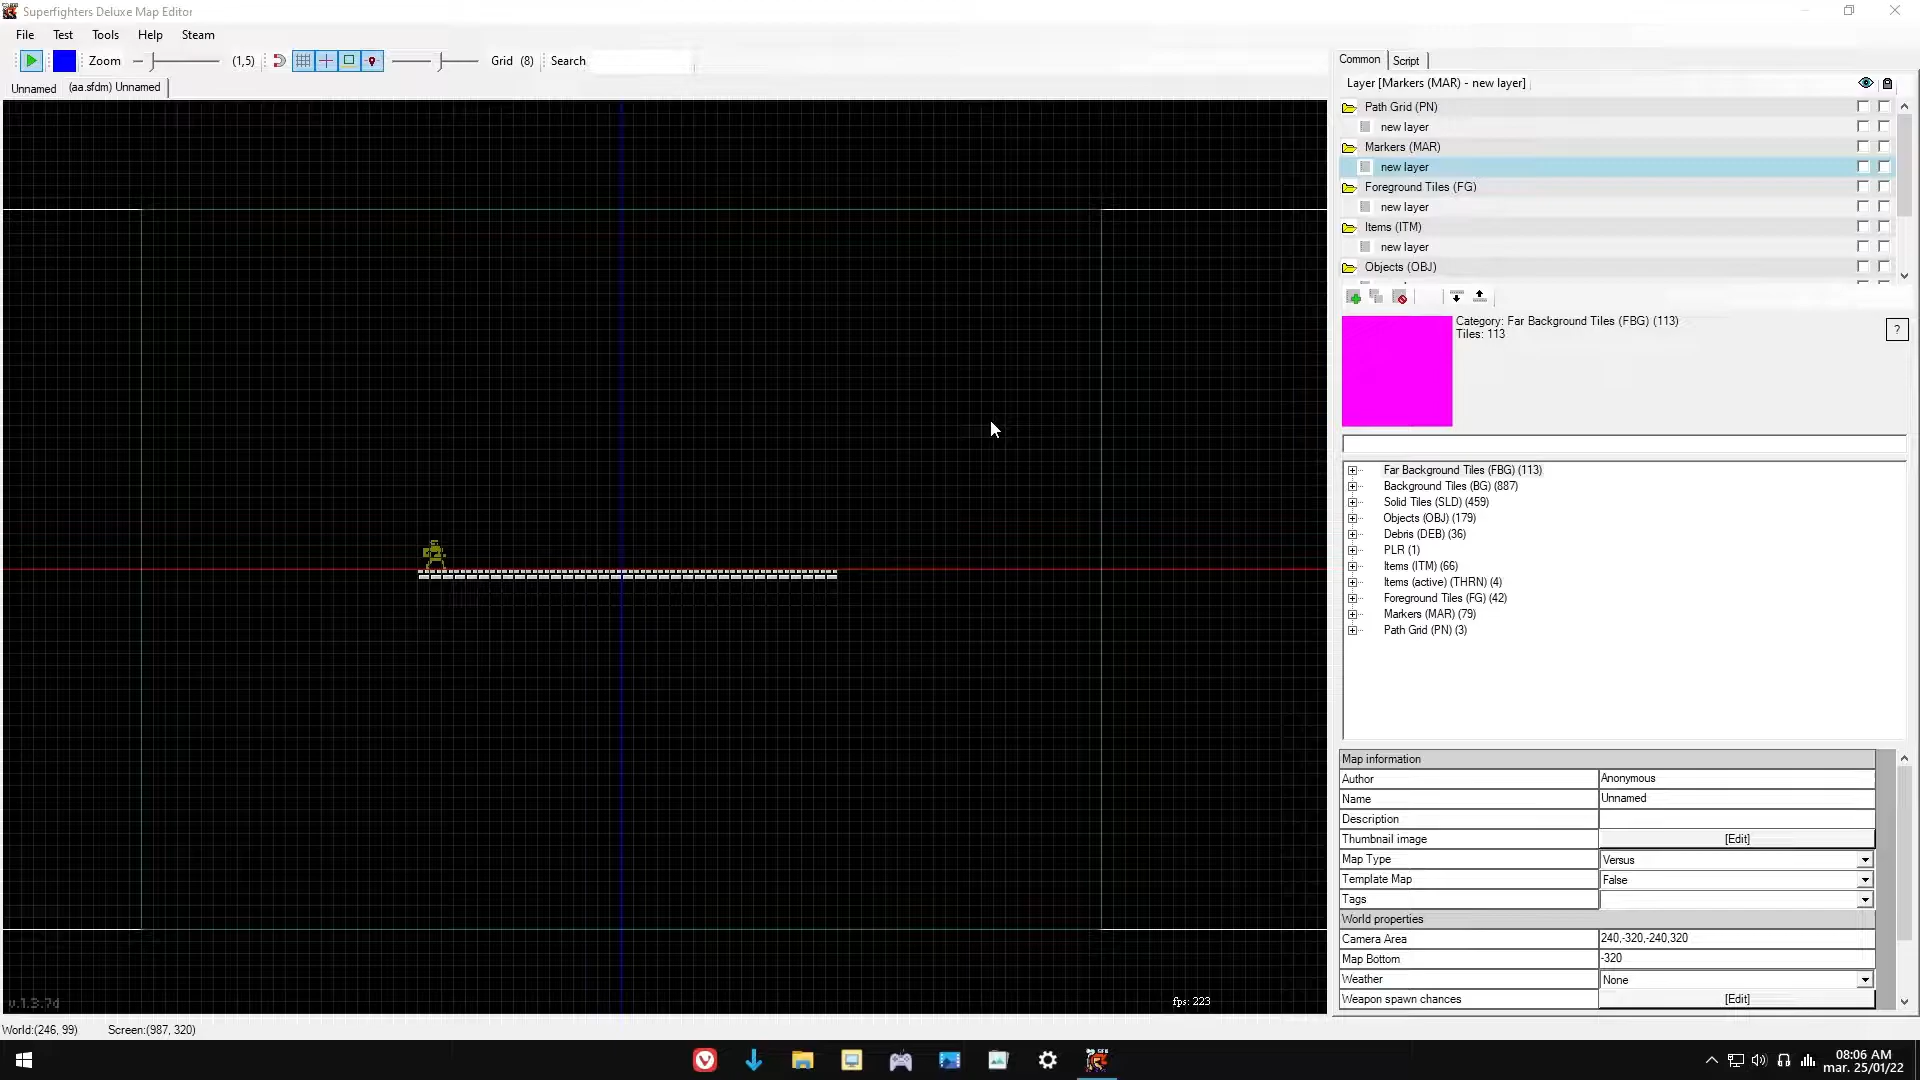 Superfighters Deluxe Map Editor
File Test Tools Help Steam
Zoom (1,5) Grid (8) Search
Unnamed (aa.sfdm) Unnamed
Common Script
Layer [Markers (MAR) - new layer]
Path Grid (PN)
new layer
Markers (MAR)
new layer
Foreground Tiles (FG)
new layer
Items (ITM)
new layer
Objects (OBJ)
Category: Far Background Tiles (FBG) (113)
Tiles: 113
?
Far Background Tiles (FBG) (113)
Background Tiles (BG) (887)
Solid Tiles (SLD) (459)
Objects (OBJ) (179)
Debris (DEB) (36)
PLR (1)
Items (ITM) (66)
Items (active) (THRN) (4)
Foreground Tiles (FG) (42)
Markers (MAR) (79)
Path Grid (PN) (3)
Map information
Author Anonymous
Name Unnamed
Description
Thumbnail image [Edit]
Map Type Versus
Template Map False
Tags
World properties
Camera Area 240,-320,-240,320
Map Bottom -320
Weather None
Weapon spawn chances [Edit]
v.1.3.7d
fps: 223
World:(246, 99) Screen:(987, 320)
08:06 AM
mar. 25/01/22